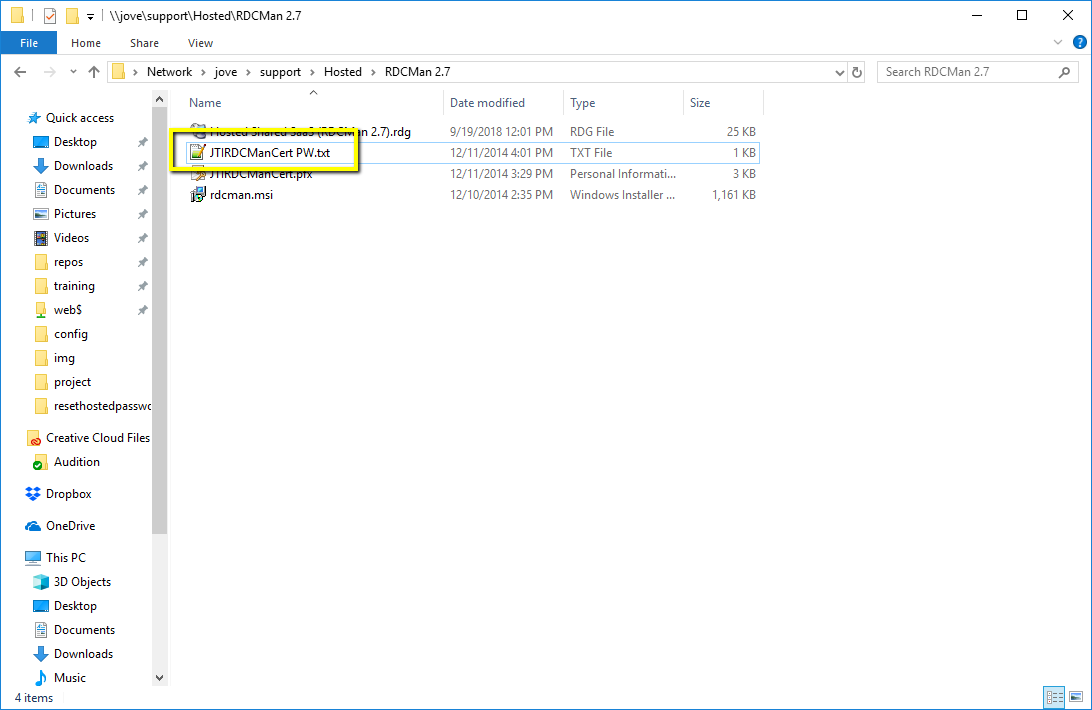 \\jove\support\Hosted\RDCMan 2.7
File Home Share View
Network jove support Hosted RDCMan 2.7
Search RDCMan 2.7
Name Date modified Type Size
Hosted Shared SaaS (RDCMan 2.7).rdg 9/19/2018 12:01 PM RDG File 25 KB
JTIRDCManCert PW.txt 12/11/2014 4:01 PM TXT File 1 KB
JTIRDCManCert.pfx 12/11/2014 3:29 PM Personal Informati... 3 KB
rdcman.msi 12/10/2014 2:35 PM Windows Installer ... 1,161 KB
Quick access
Desktop
Downloads
Documents
Pictures
Videos
repos
training
web$
config
img
project
resethostedpasswo
Creative Cloud Files
Audition
Dropbox
OneDrive
This PC
3D Objects
Desktop
Documents
Downloads
Music
4 items